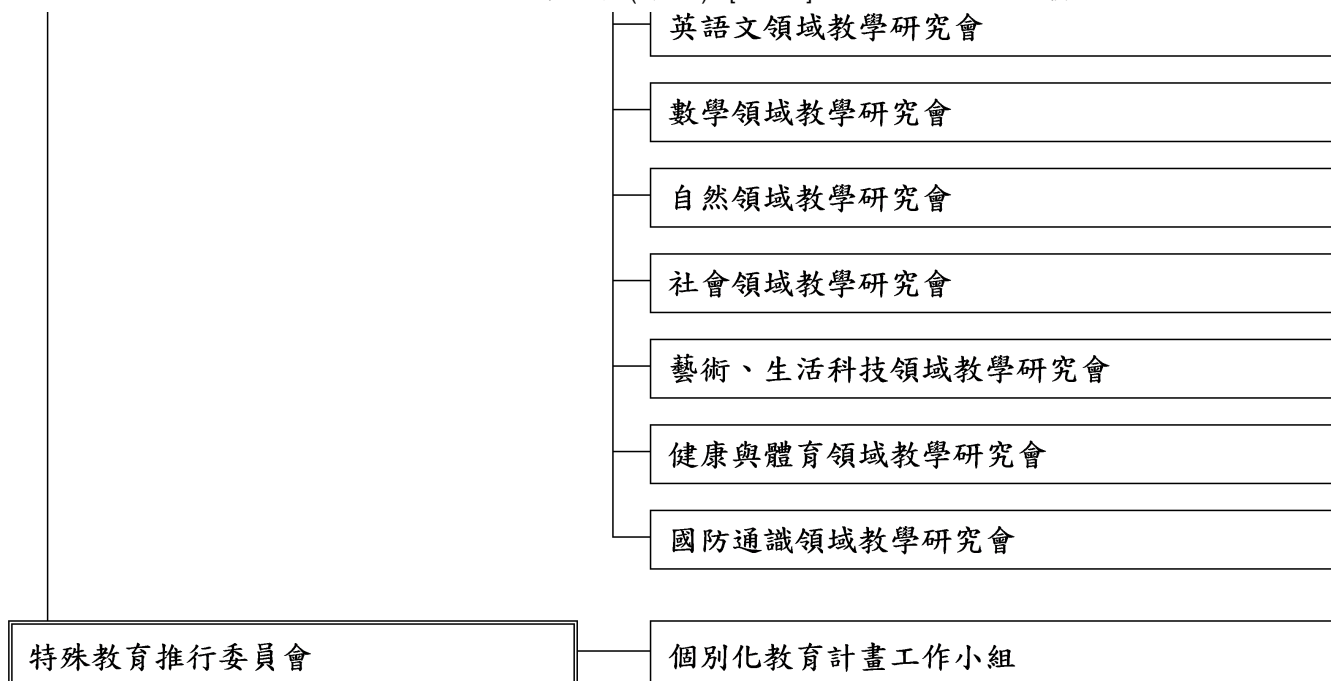 英語文領域教學研究會
數學領域教學研究會
自然領域教學研究會
社會領域教學研究會
藝術、生活科技領域教學研究會
健康與體育領域教學研究會
國防通識領域教學研究會
特殊教育推行委員會
個別化教育計畫工作小組